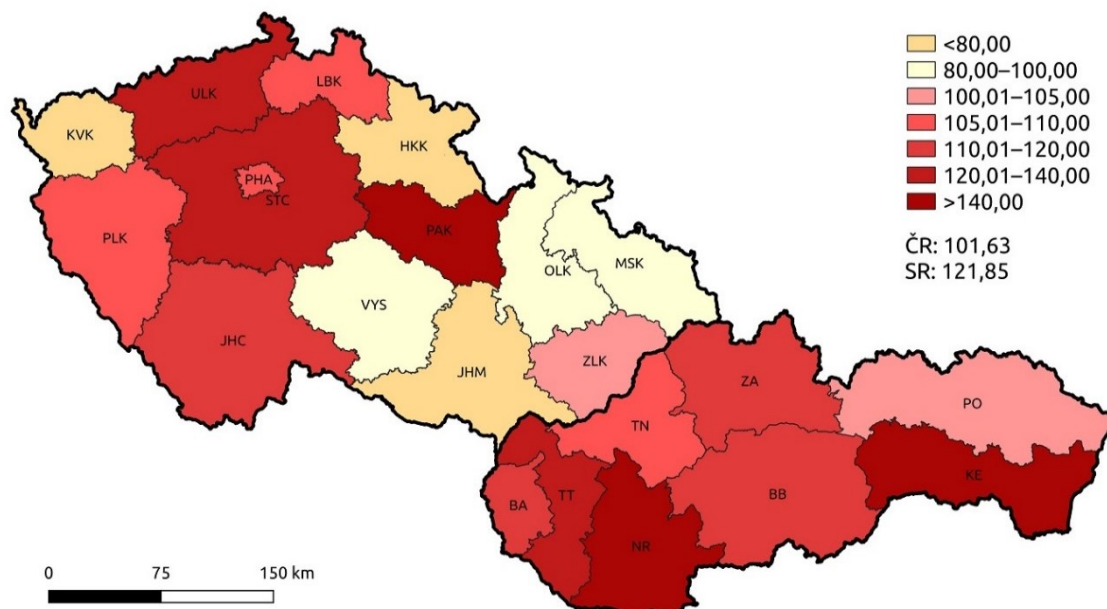 <80,00
80,00–100,00
100,01–105,00
105,01–110,00
110,01–120,00
120,01–140,00
>140,00
ČR: 101,63
SR: 121,85
LBK
ULK
KVK
HKK
PHA
STC
PAK
PLK
OLK
MSK
VYS
JHC
ZLK
JHM
ZA
PO
TN
KE
TT
BB
BA
NR
0 75 150 km